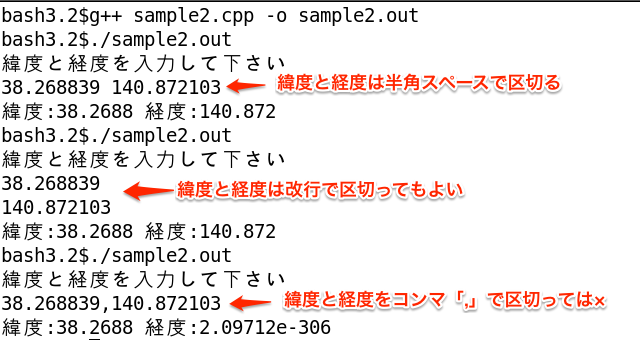 bash3.2$g++ sample2.cpp -o sample2.out
bash3.2$./sample2.out
緯度と経度を入力して下さい
38.268839 140.872103 緯度と経度は半角スペースで区切る
緯度:38.2688 経度:140.872
bash3.2$./sample2.out
緯度と経度を入力して下さい
38.268839
緯度と経度は改行で区切ってもよい
140.872103
緯度:38.2688 経度:140.872
bash3.2$./sample2.out
緯度と経度を入力して下さい
38.268839,140.872103 緯度と経度をコンマ「,」で区切っては×
緯度:38.2688 経度:2.09712e-306